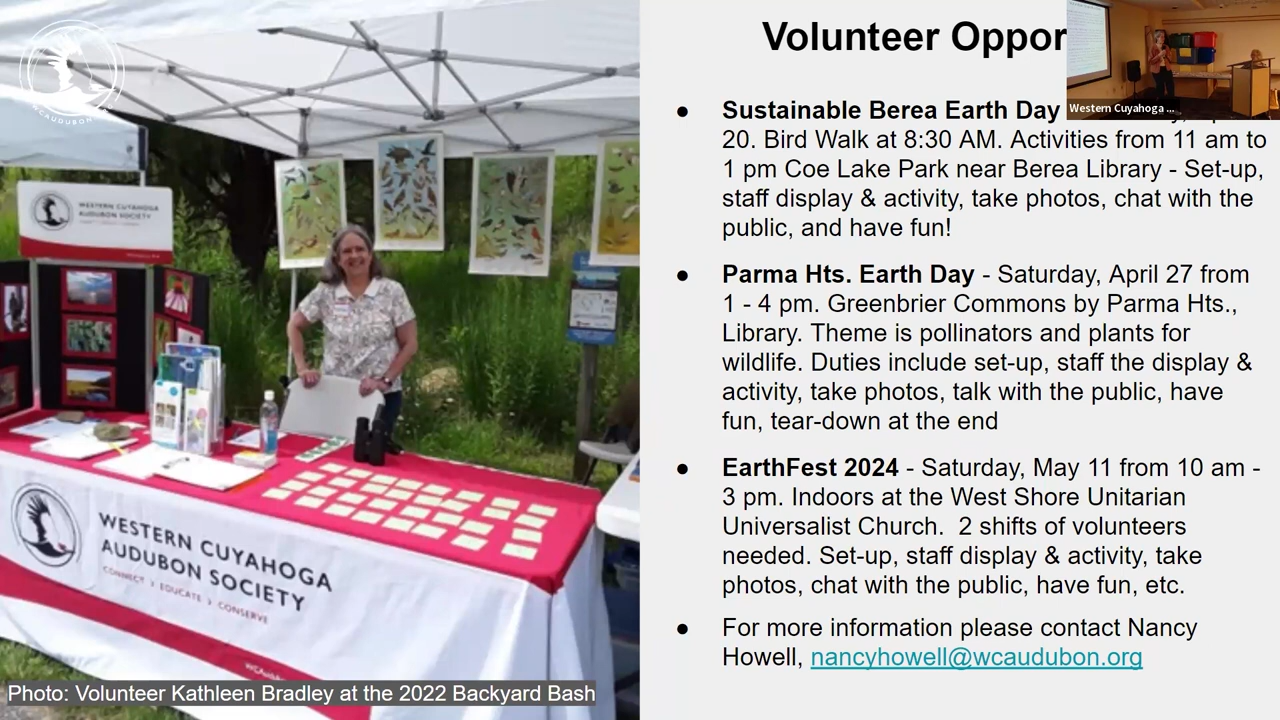 Volunteer Oppor
Western Cuyahoga ...
Sustainable Berea Earth Day
20. Bird Walk at 8:30 AM. Activities from 11 am to
1 pm Coe Lake Park near Berea Library - Set-up,
staff display & activity, take photos, chat with the
public, and have fun!
Parma Hts. Earth Day - Saturday, April 27 from
1 - 4 pm. Greenbrier Commons by Parma Hts.,
Library. Theme is pollinators and plants for
wildlife. Duties include set-up, staff the display &
activity, take photos, talk with the public, have
fun, tear-down at the end
EarthFest 2024 - Saturday, May 11 from 10 am -
3 pm. Indoors at the West Shore Unitarian
Universalist Church. 2 shifts of volunteers
needed. Set-up, staff display & activity, take
photos, chat with the public, have fun, etc.
For more information please contact Nancy
Howell, nancyhowell@wcaudubon.org
WESTERN CUYAHOGA
AUDUBON SOCIETY
WESTERN CUYAHOGA
AUDUBON SOCIETY
CONNECT > EDUCATE > CONSERVE
Photo: Volunteer Kathleen Bradley at the 2022 Backyard Bash